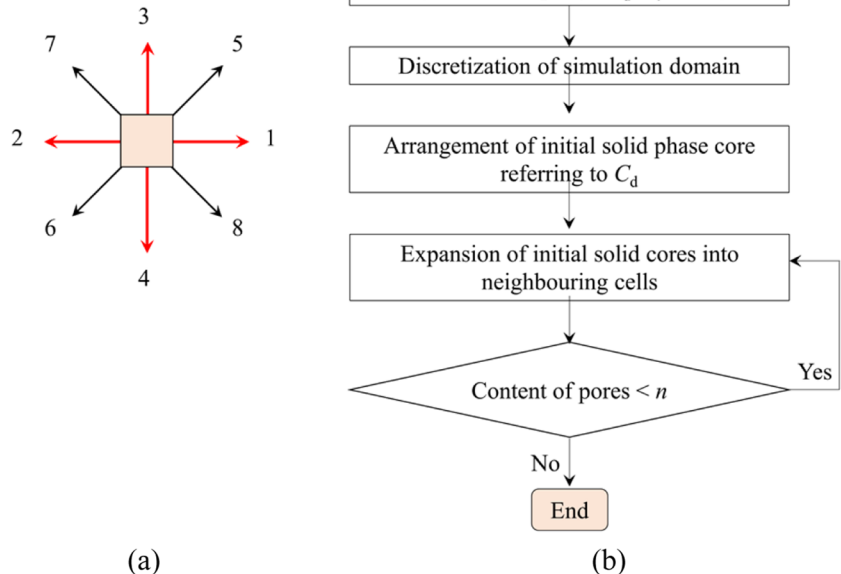 3
7
5
2
1
6
8
4
(a)
Discretization of simulation domain
Arrangement of initial solid phase core
referring to Cd
Expansion of initial solid cores into
neighbouring cells
Content of pores < n
Yes
No
End
(b)